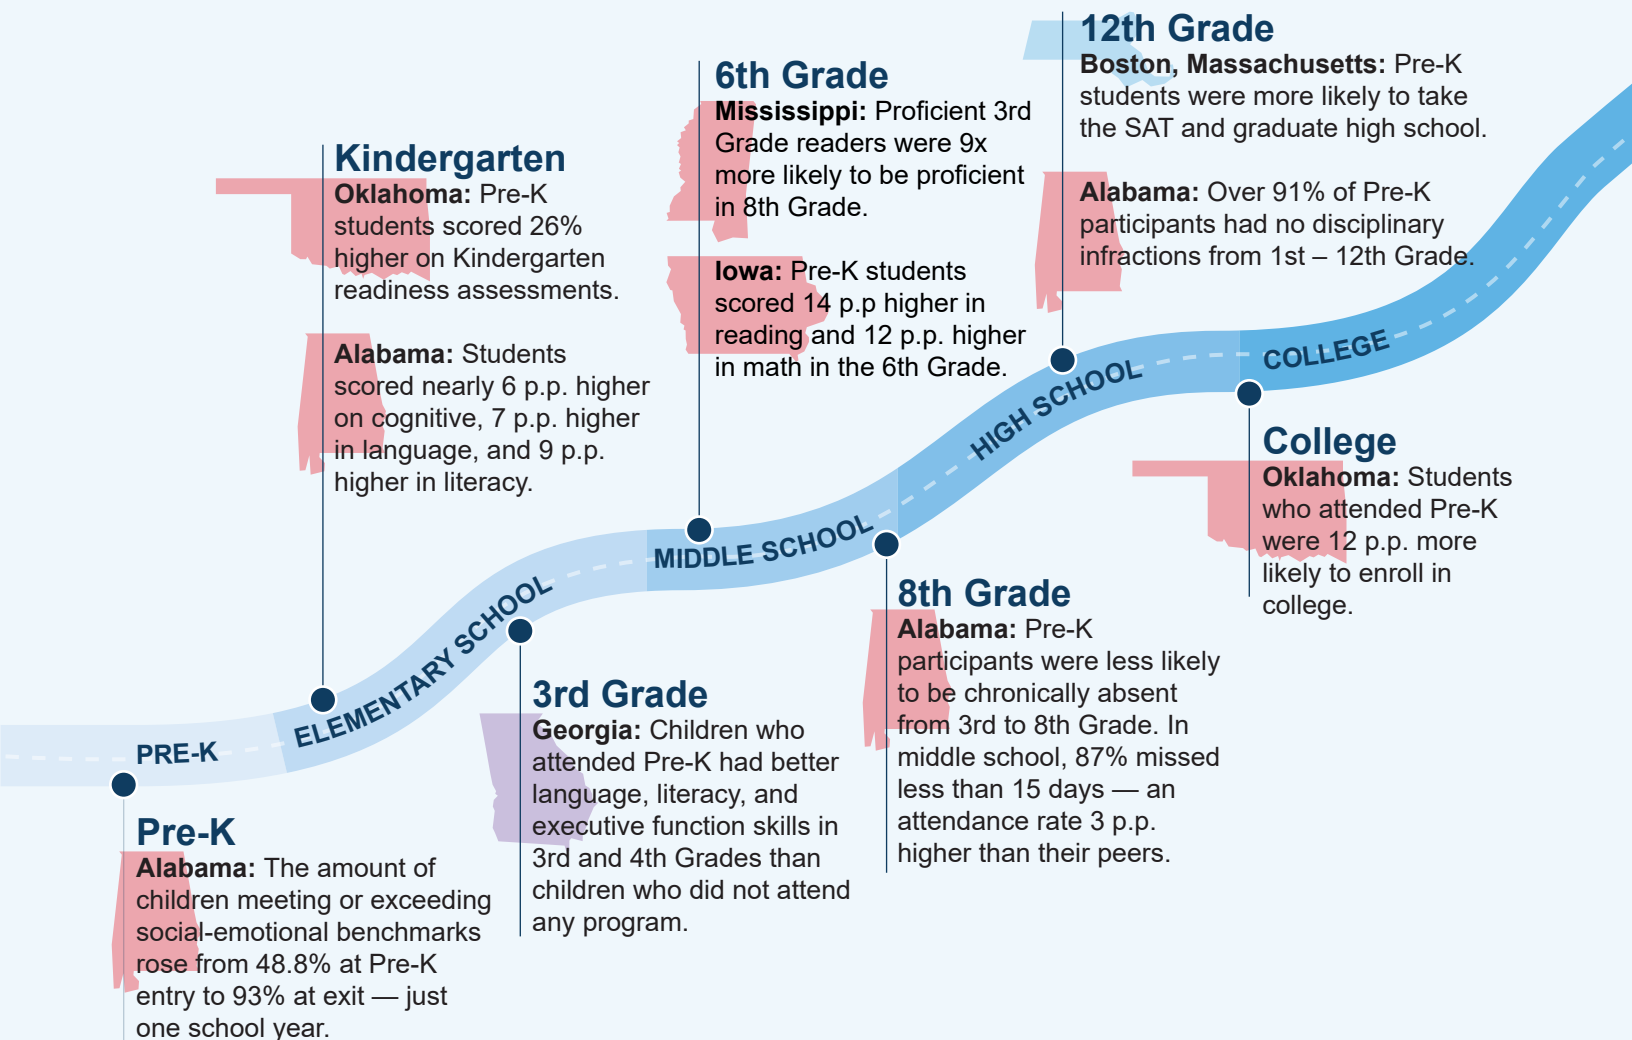 12th Grade
Boston, Massachusetts: Pre-K
students were more likely to take
the SAT and graduate high school.
Alabama: Over 91% of Pre-K
participants had no disciplinary
infractions from 1st – 12th Grade.
6th Grade
Mississippi: Proficient 3rd
Grade readers were 9x
more likely to be proficient
in 8th Grade.
Iowa: Pre-K students
scored 14 p.p higher in
reading and 12 p.p. higher
in math in the 6th Grade.
Kindergarten
Oklahoma: Pre-K
students scored 26%
higher on Kindergarten
readiness assessments.
Alabama: Students
scored nearly 6 p.p. higher
on cognitive, 7 p.p. higher
in language, and 9 p.p.
higher in literacy.
PRE-K
ELEMENTARY SCHOOL
MIDDLE SCHOOL
HIGH SCHOOL
COLLEGE
College
Oklahoma: Students
who attended Pre-K
were 12 p.p. more
likely to enroll in
college.
8th Grade
Alabama: Pre-K
participants were less likely
to be chronically absent
from 3rd to 8th Grade. In
middle school, 87% missed
less than 15 days — an
attendance rate 3 p.p.
higher than their peers.
3rd Grade
Georgia: Children who
attended Pre-K had better
language, literacy, and
executive function skills in
3rd and 4th Grades than
children who did not attend
any program.
Pre-K
Alabama: The amount of
children meeting or exceeding
social-emotional benchmarks
rose from 48.8% at Pre-K
entry to 93% at exit — just
one school year.